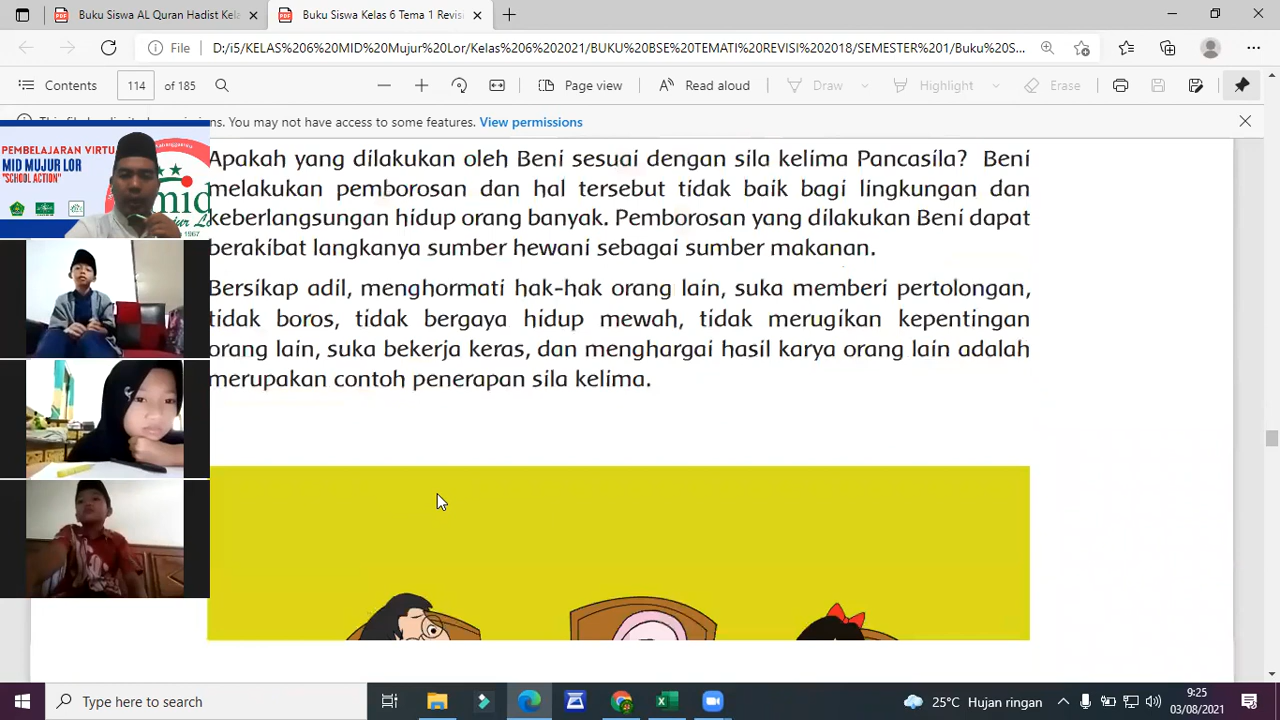 Buku Siswa AL Quran Hadist Kela
Buku Siswa Kelas 6 Tema 1 Revis
File
D:/i5/KELAS%206%20MID%20Mujur%20Lor/Kelas%206%202021/BUKU%20BSE%20TEMATI%20REVISI%202018/SEMESTER%201/Buku%20S...
Contents
114 of 185
Page view
Read aloud
Draw
Highlight
Erase
You may not have access to some features. View permissions
PEMBELAJARAN VIRTU
MID MUJUR LOR
"SCHOOL ACTION"
mid
1967
Apakah yang dilakukan oleh Beni sesuai dengan sila kelima Pancasila? Beni
melakukan pemborosan dan hal tersebut tidak baik bagi lingkungan dan
keberlangsungan hidup orang banyak. Pemborosan yang dilakukan Beni dapat
berakibat langkanya sumber hewani sebagai sumber makanan.
Bersikap adil, menghormati hak-hak orang lain, suka memberi pertolongan,
tidak boros, tidak bergaya hidup mewah, tidak merugikan kepentingan
orang lain, suka bekerja keras, dan menghargai hasil karya orang lain adalah
merupakan contoh penerapan sila kelima.
Type here to search
25°C Hujan ringan
9:25
03/08/2021